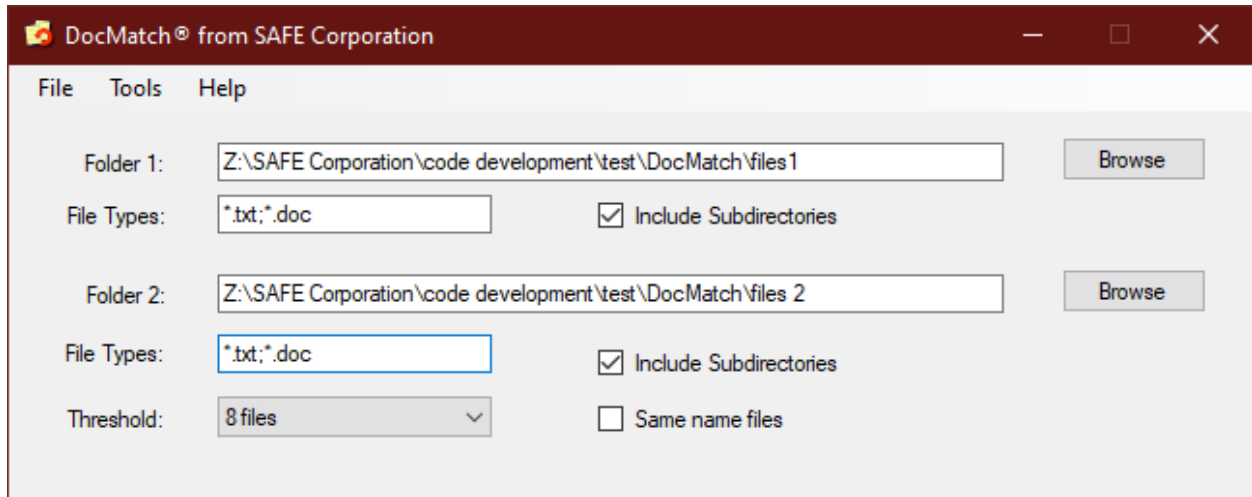 DocMatch® from SAFE Corporation
File Tools Help
Folder 1: Z:\SAFE Corporation\code development\test\DocMatch\files1 Browse
File Types: *.txt;*.doc Include Subdirectories
Folder 2: Z:\SAFE Corporation\code development\test\DocMatch\files 2 Browse
File Types: *.txt;*.doc Include Subdirectories
Threshold: 8 files Same name files